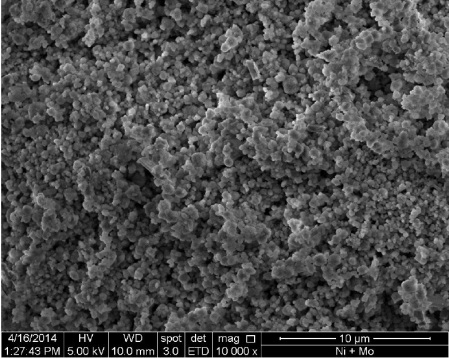 4/16/2014 HV WD spot det mag □ 10 µm
1:27:43 PM 5.00 kV 10.0 mm 3.0 ETD 10 000 x Ni + Mo